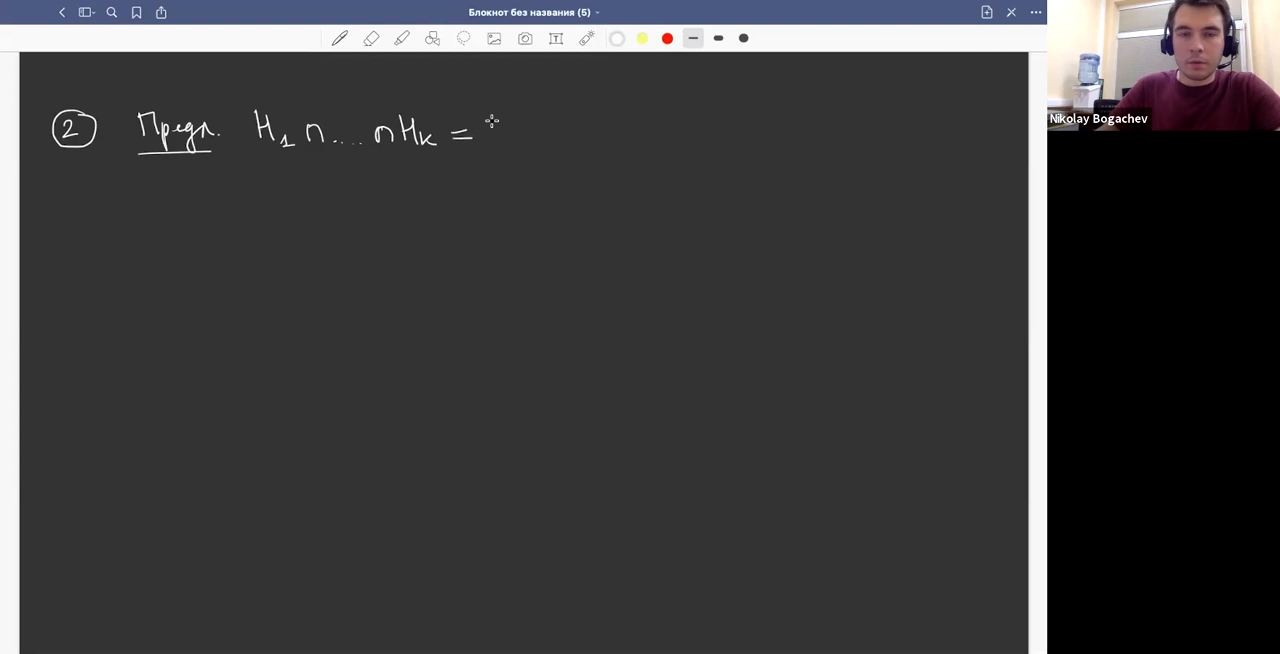 Блокнот без названия (5)
② Предл. H₁ ∩ .... ∩ Hₖ =
Nikolay Bogachev